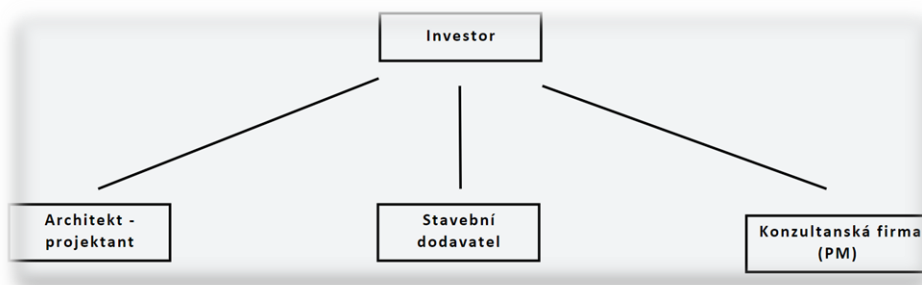 Investor
Architekt -
projektant
Stavební
dodavatel
Konzultanská firma
(PM)